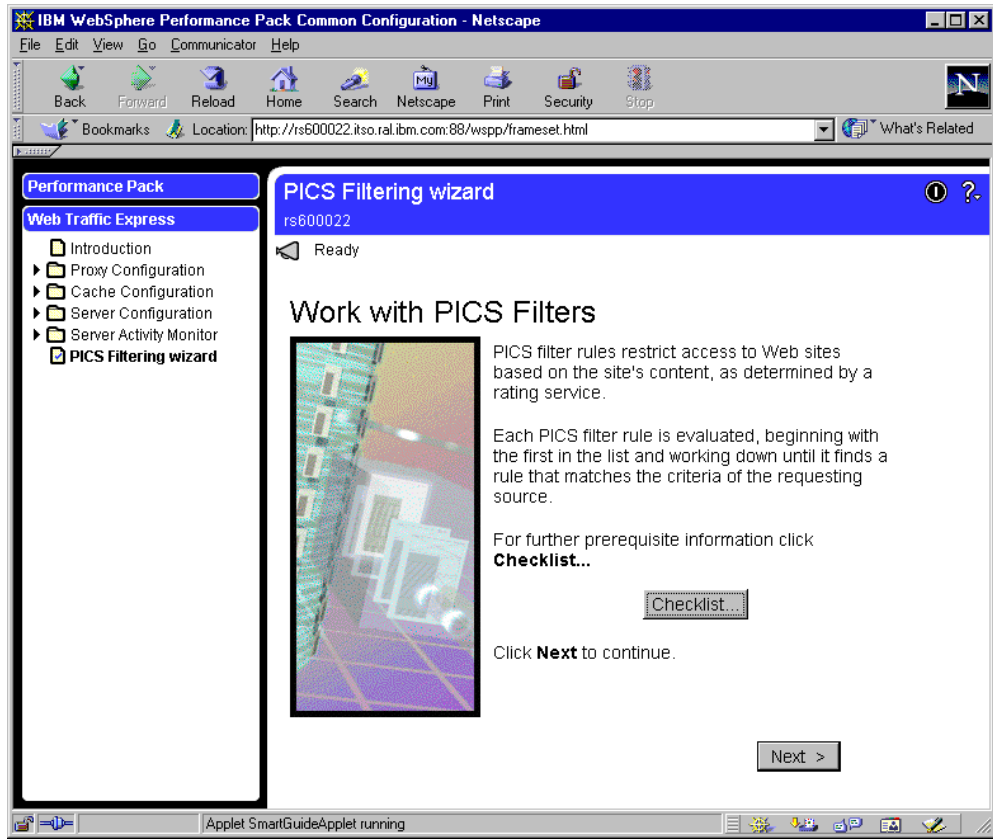 IBM WebSphere Performance Pack Common Configuration - Netscape
File Edit View Go Communicator Help
Back Forward Reload Home Search Netscape Print Security Stop
My
N
Bookmarks Location: http://rs600022.itso.ral.ibm.com:88/wspp/frameset.html What's Related
Performance Pack
Web Traffic Express
Introduction
Proxy Configuration
Cache Configuration
Server Configuration
Server Activity Monitor
PICS Filtering wizard
PICS Filtering wizard
rs600022
Ready
Work with PICS Filters
PICS filter rules restrict access to Web sites
based on the site's content, as determined by a
rating service.
Each PICS filter rule is evaluated, beginning with
the first in the list and working down until it finds a
rule that matches the criteria of the requesting
source.
For further prerequisite information click
Checklist...
Checklist...
Click Next to continue.
Next >
Applet SmartGuideApplet running